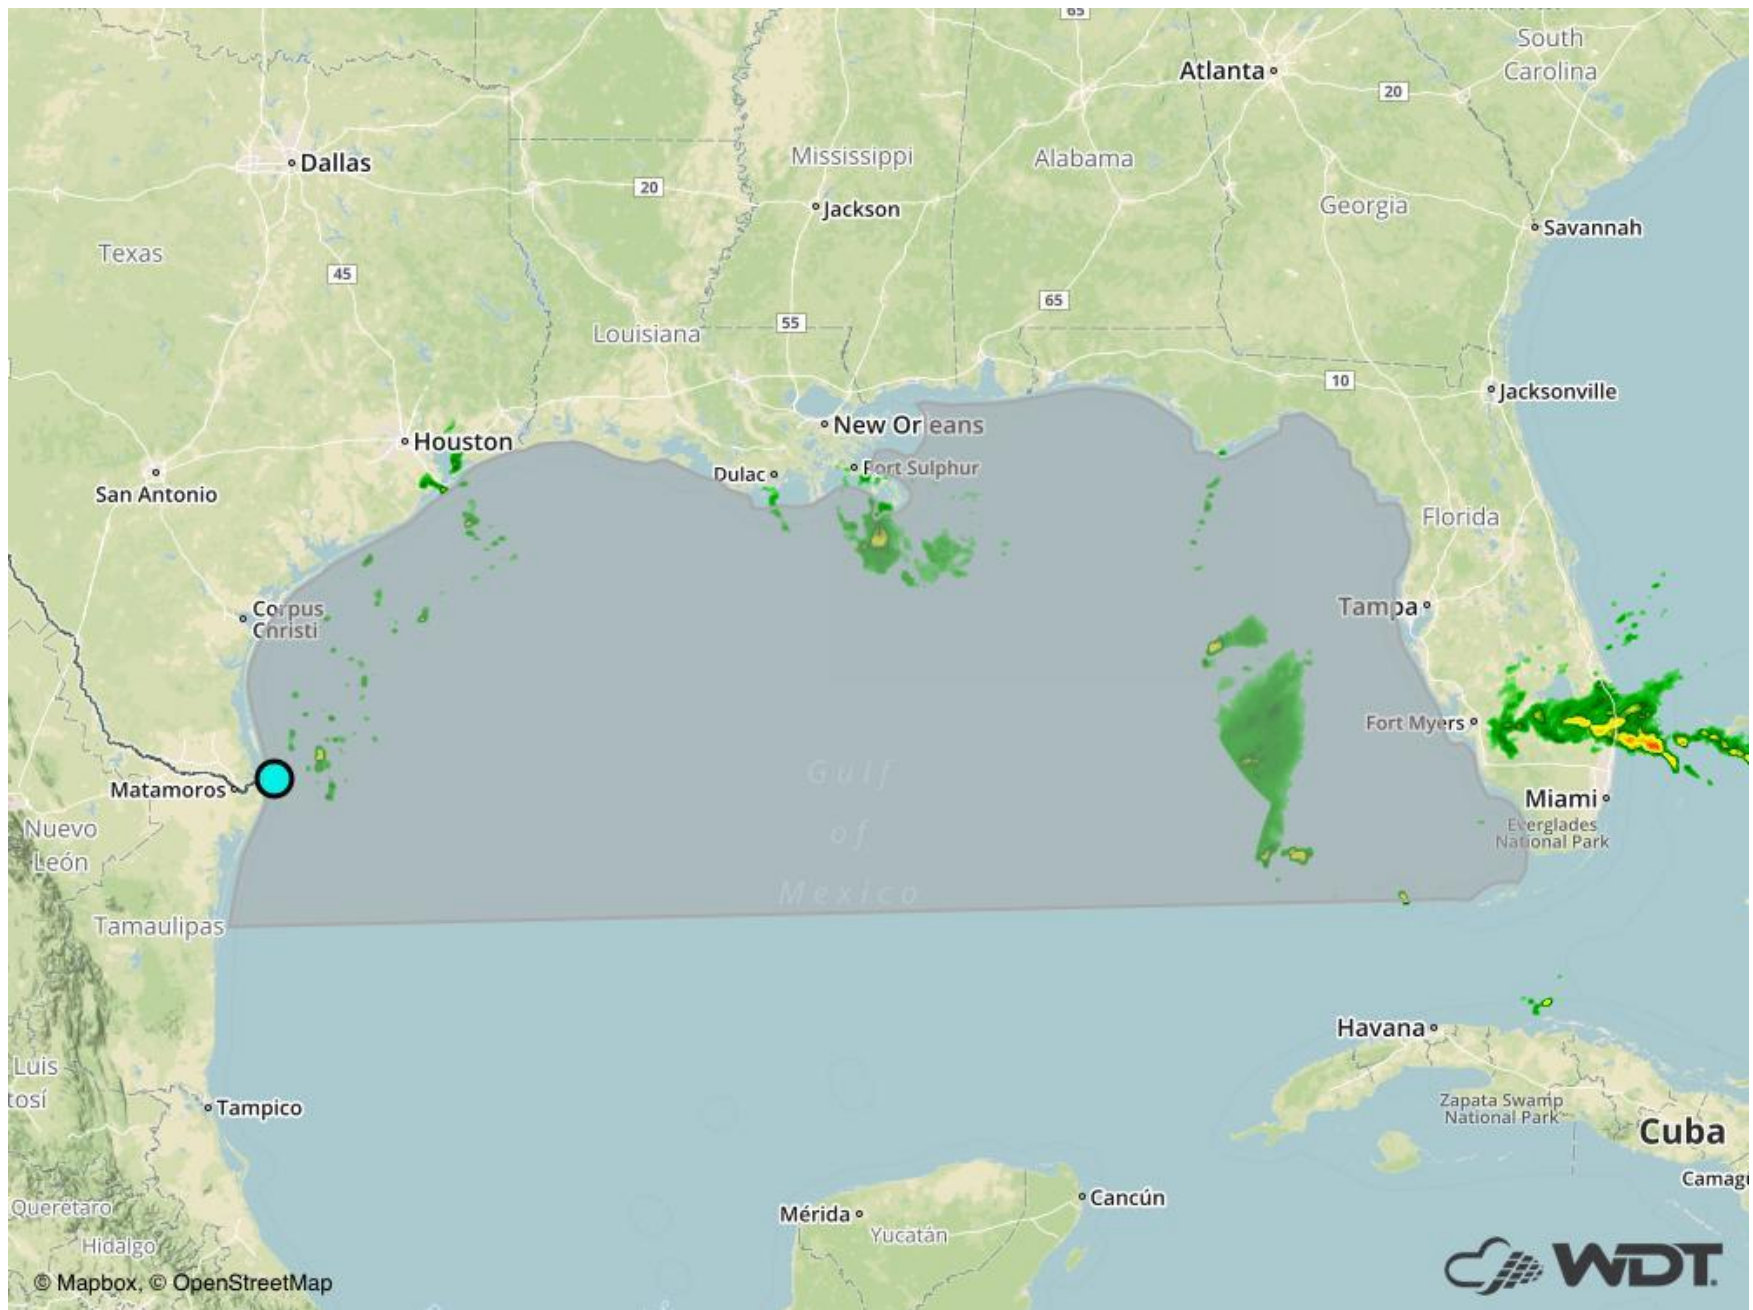 65
South
Carolina
Atlanta
20
Dallas
Mississippi
Alabama
20
Jackson
Georgia
Savannah
Texas
45
65
55
Louisiana
10
Jacksonville
New Orleans
Houston
Dulac
Port Sulphur
San Antonio
Florida
Corpus
Christi
Tampa
Fort Myers
Gulf
of
Mexico
Matamoros
Miami
Everglades
National Park
Nuevo
León
Tamaulipas
Havana
Luis
tosí
Zapata Swamp
National Park
Tampico
Cuba
Camagü
Cancún
Mérida
Yucatán
Querétaro
Hidalgo
© Mapbox, © OpenStreetMap
WDT.